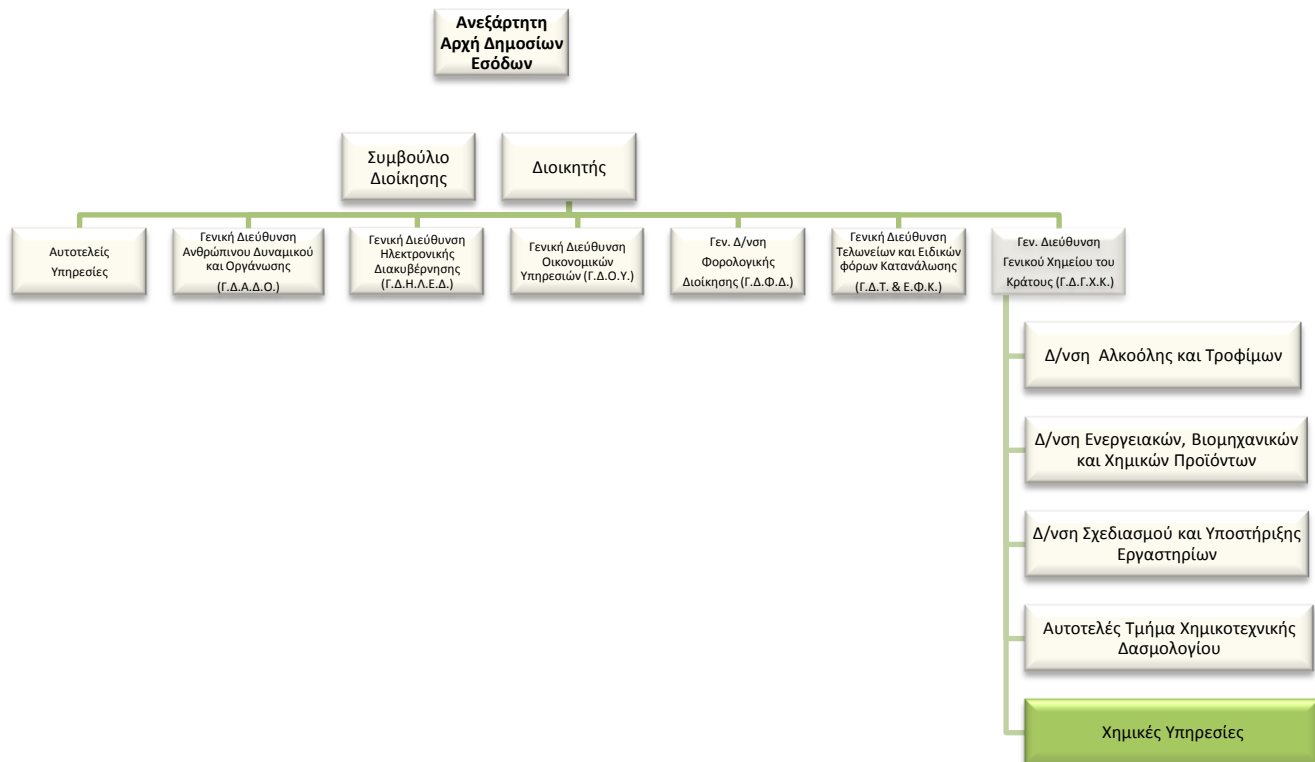 Ανεξάρτητη
Αρχή Δημοσίων
Εσόδων
Συμβούλιο
Διοίκησης
Διοικητής
Αυτοτελείς
Υπηρεσίες
Γενική Διεύθυνση
Ανθρώπινου Δυναμικού
και Οργάνωσης
(Γ.Δ.Α.Δ.Ο.)
Γενική Διεύθυνση
Ηλεκτρονικής
Διακυβέρνησης
(Γ.Δ.Η.Λ.Ε.Δ.)
Γενική Διεύθυνση
Οικονομικών
Υπηρεσιών (Γ.Δ.Ο.Υ.)
Γεν. Δ/νση
Φορολογικής
Διοίκησης (Γ.Δ.Φ.Δ.)
Γενική Διεύθυνση
Τελωνείων και Ειδικών
φόρων Κατανάλωσης
(Γ.Δ.Τ. & Ε.Φ.Κ.)
Γεν. Διεύθυνση
Γενικού Χημείου του
Κράτους (Γ.Δ.Γ.Χ.Κ.)
Δ/νση Αλκοόλης και Τροφίμων
Δ/νση Ενεργειακών, Βιομηχανικών
και Χημικών Προϊόντων
Δ/νση Σχεδιασμού και Υποστήριξης
Εργαστηρίων
Αυτοτελές Τμήμα Χημικοτεχνικής
Δασμολογίου
Χημικές Υπηρεσίες